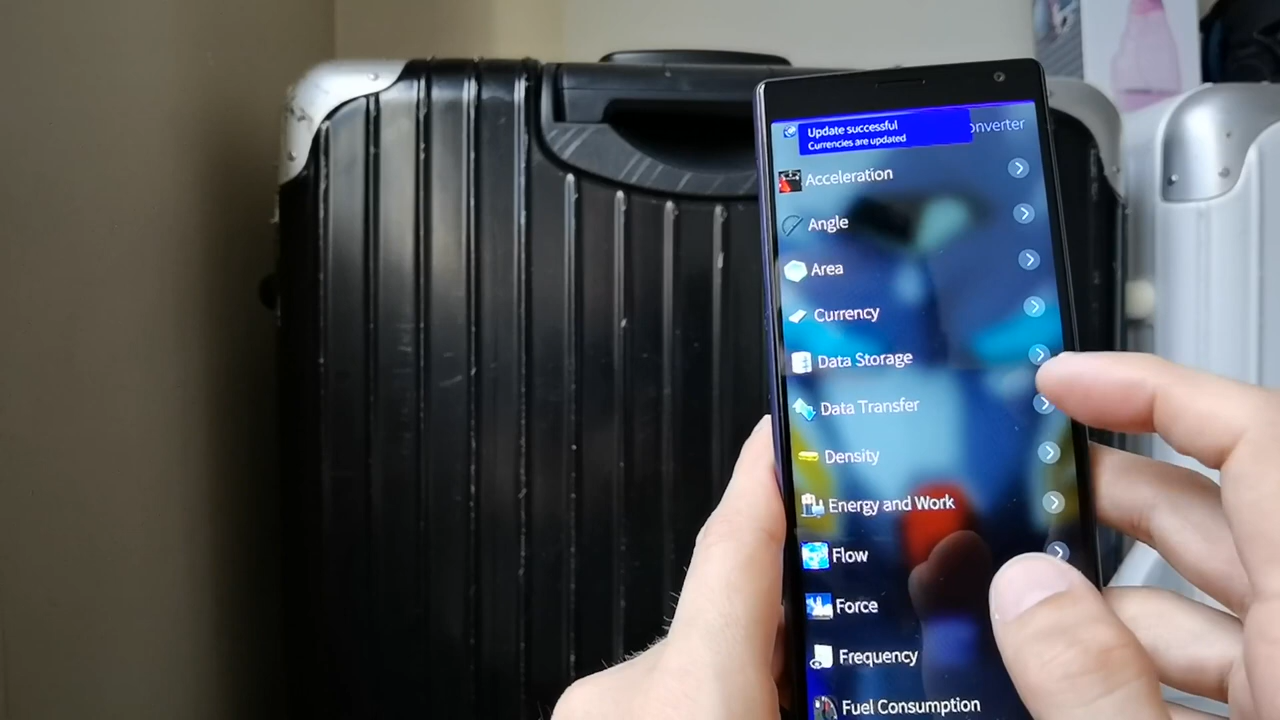 Update successful
Currencies are updated
onverter
Acceleration
Angle
Area
Currency
Data Storage
Data Transfer
Density
Energy and Work
Flow
Force
Frequency
Fuel Consumption